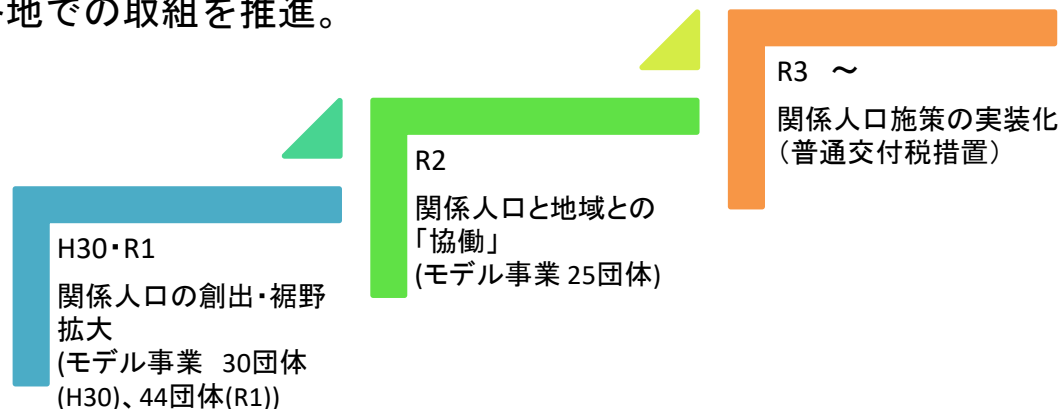 地での取組を推進。
H30・R1
関係人口の創出・裾野
拡大
(モデル事業　30団体
(H30)、44団体(R1))
R2
関係人口と地域との
「協働」
(モデル事業 25団体)
R3　～
関係人口施策の実装化
（普通交付税措置）